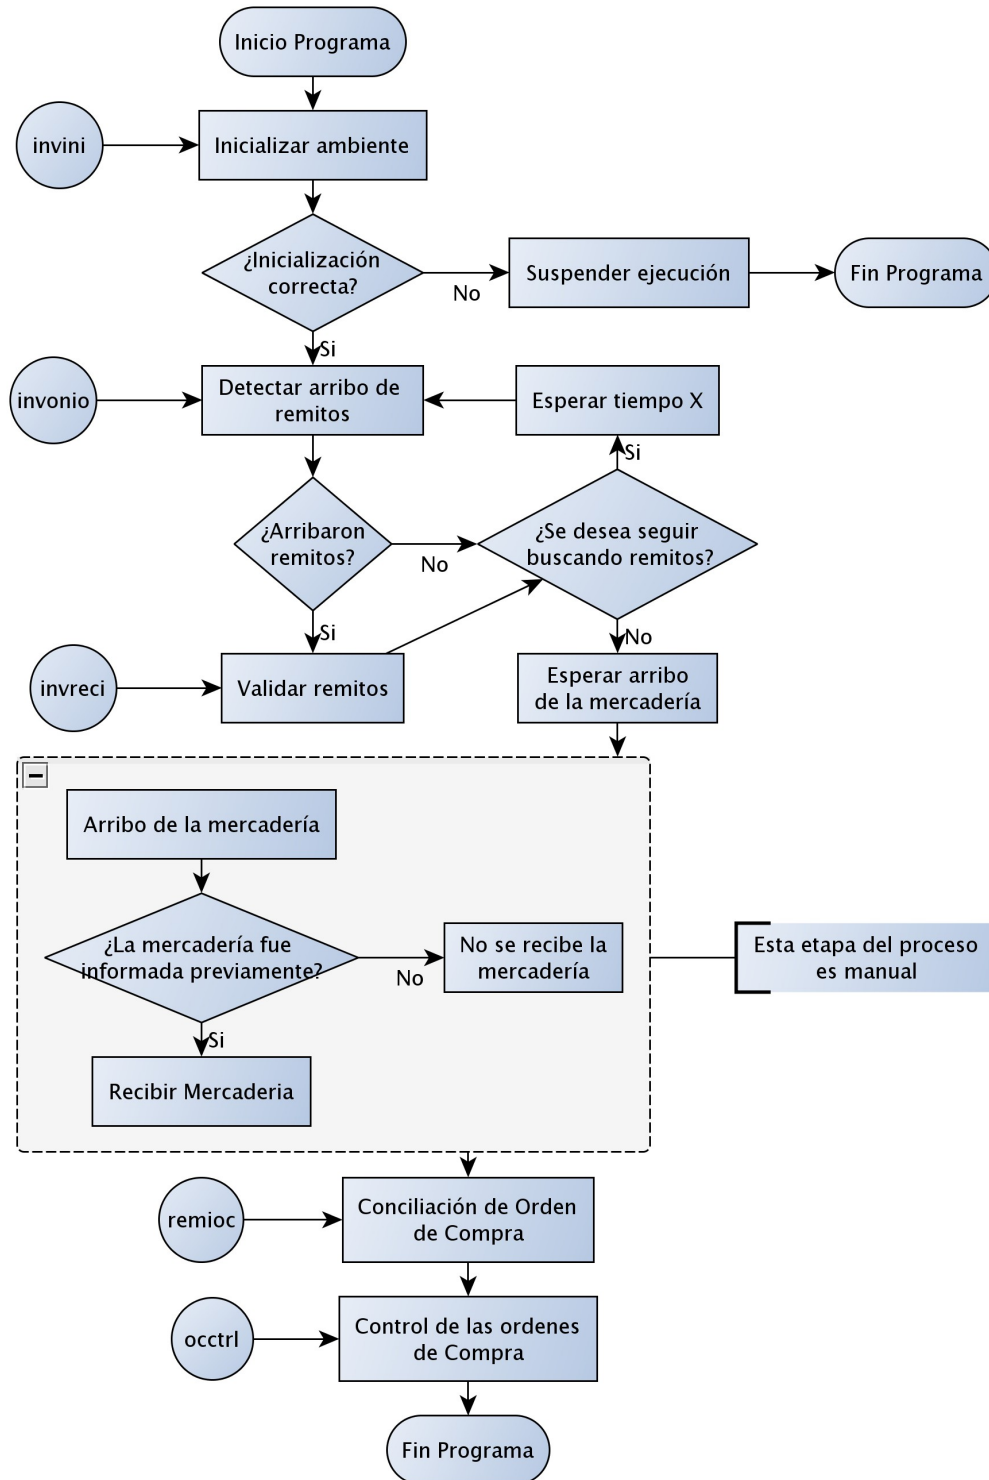 Inicio Programa
invini
Inicializar ambiente
¿Inicialización
correcta?
No
Suspender ejecución
Fin Programa
Si
invonio
Detectar arribo de
remitos
Esperar tiempo X
Si
¿Arribaron
remitos?
No
¿Se desea seguir
buscando remitos?
Si
No
invreci
Validar remitos
Esperar arribo
de la mercadería
Arribo de la mercadería
¿La mercadería fue
informada previamente?
No
No se recibe la
mercadería
Esta etapa del proceso
es manual
Si
Recibir Mercaderia
remioc
Conciliación de Orden
de Compra
occtrl
Control de las ordenes
de Compra
Fin Programa